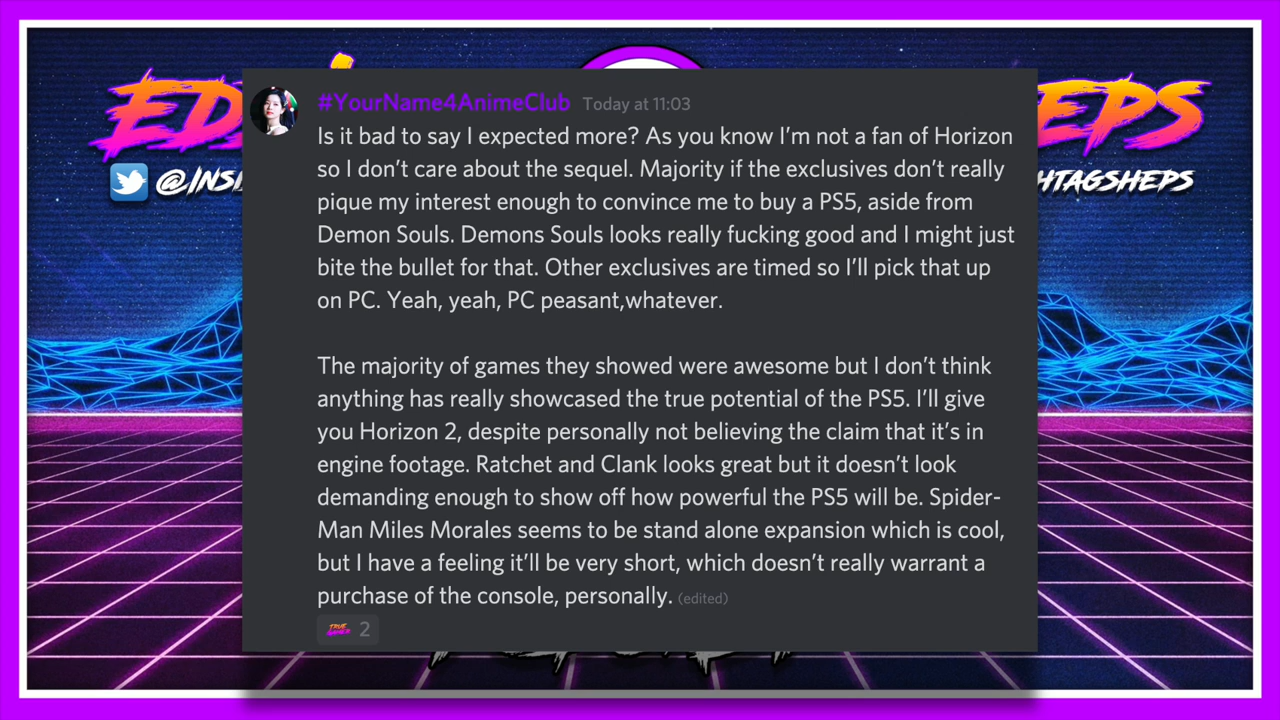 ED
EPS
@INSI
HTAGSHEPS
#YourName4AnimeClub Today at 11:03
Is it bad to say I expected more? As you know I'm not a fan of Horizon
so I don't care about the sequel. Majority if the exclusives don't really
pique my interest enough to convince me to buy a PS5, aside from
Demon Souls. Demons Souls looks really fucking good and I might just
bite the bullet for that. Other exclusives are timed so I'll pick that up
on PC. Yeah, yeah, PC peasant,whatever.
The majority of games they showed were awesome but I don't think
anything has really showcased the true potential of the PS5. I'll give
you Horizon 2, despite personally not believing the claim that it's in
engine footage. Ratchet and Clank looks great but it doesn't look
demanding enough to show off how powerful the PS5 will be. Spider-
Man Miles Morales seems to be stand alone expansion which is cool,
but I have a feeling it'll be very short, which doesn't really warrant a
purchase of the console, personally. (edited)
TRUE
2